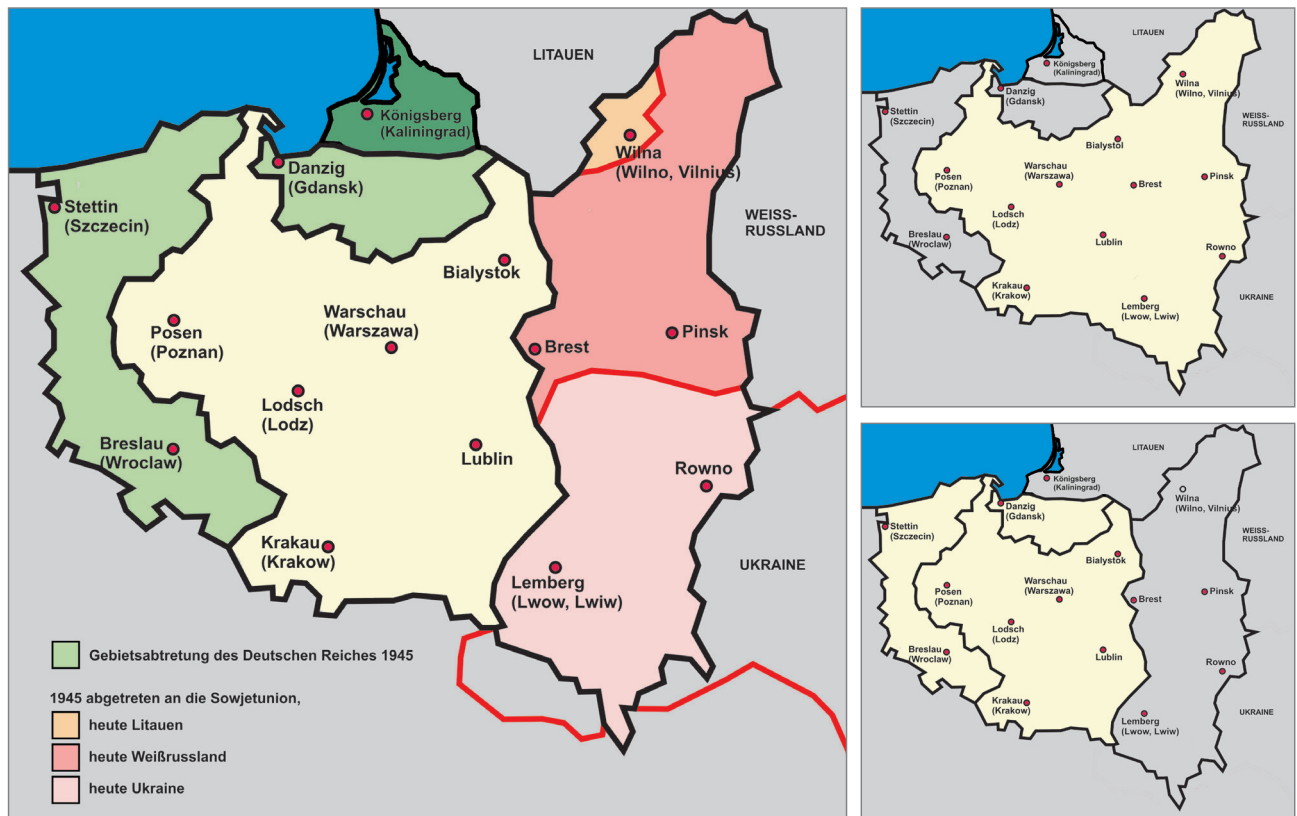 LITAUEN
Königsberg
(Kaliningrad)
Wilna
(Wilno, Vilnius)
Danzig
(Gdansk)
Stettin
(Szczecin)
WEISS-
RUSSLAND
Bialystok
Warschau
(Warszawa)
Posen
(Poznan)
Brest
Pinsk
Lodsch
(Lodz)
Breslau
(Wroclaw)
Lublin
Rowno
Krakau
(Krakow)
Lemberg
(Lwow, Lwiw)
UKRAINE
Gebietsabtretung des Deutschen Reiches 1945
1945 abgetreten an die Sowjetunion,
heute Litauen
heute Weißrussland
heute Ukraine
LITAUEN
Königsberg
(Kaliningrad)
Wilna
(Wilno, Vilnius)
Danzig
(Gdansk)
Stettin
(Szczecin)
WEISS-
RUSSLAND
Bialystol
Warschau
(Warszawa)
Posen
(Poznan)
Brest
Pinsk
Lodsch
(Lodz)
Breslau
(Wroclaw)
Lublin
Rowno
Krakau
(Krakow)
Lemberg
(Lwow, Lwiw)
UKRAINE
LITAUEN
Königsberg
(Kaliningrad)
Wilna
(Wilno, Vilnius)
Danzig
(Gdansk)
Stettin
(Szczecin)
WEISS-
RUSSLAND
Bialystok
Warschau
(Warszawa)
Posen
(Poznan)
Brest
Pinsk
Lodsch
(Lodz)
Breslau
(Wroclaw)
Lublin
Rowno
Krakau
(Krakow)
Lemberg
(Lwow, Lwiw)
UKRAINE